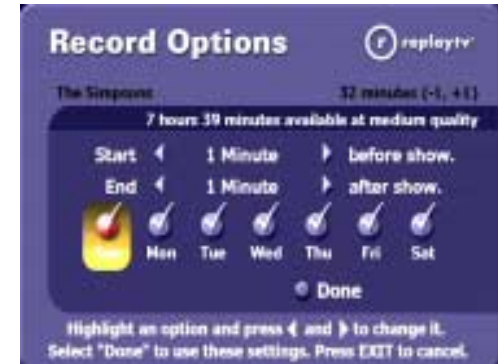 Record Options
replaytv
The Simpsons 32 minutes (-1, +1)
7 hours 39 minutes available at medium quality
Start 1 Minute before show.
End 1 Minute after show.
Sun Mon Tue Wed Thu Fri Sat
Done
Highlight an option and press and to change it.
Select "Done" to use these settings. Press EXIT to cancel.